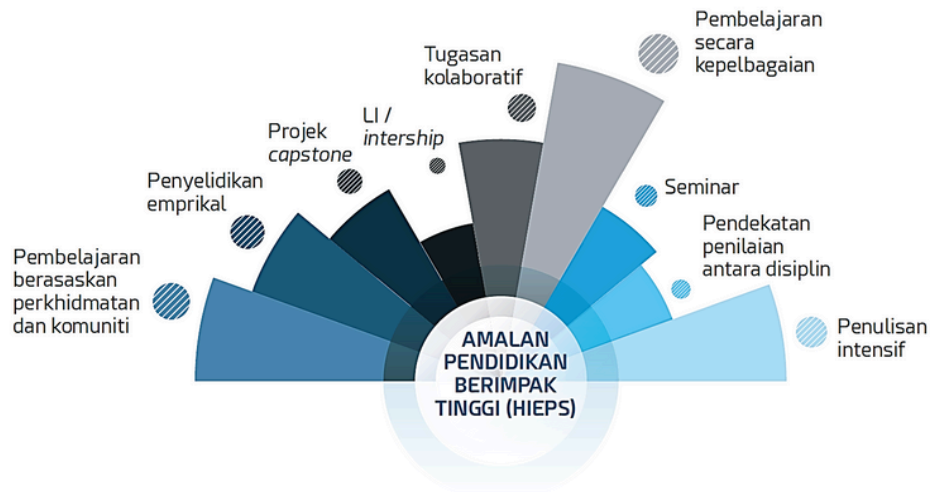 Pembelajaran
berasaskan
perkhidmatan
dan komuniti
Penyelidikan
emprikal
Projek
capstone
LI /
intership
Tugasan
kolaboratif
Pembelajaran
secara
kepelbagaian
Seminar
Pendekatan
penilaian
antara disiplin
Penulisan
intensif
AMALAN
PENDIDIKAN
BERIMPAK
TINGGI (HIEPS)